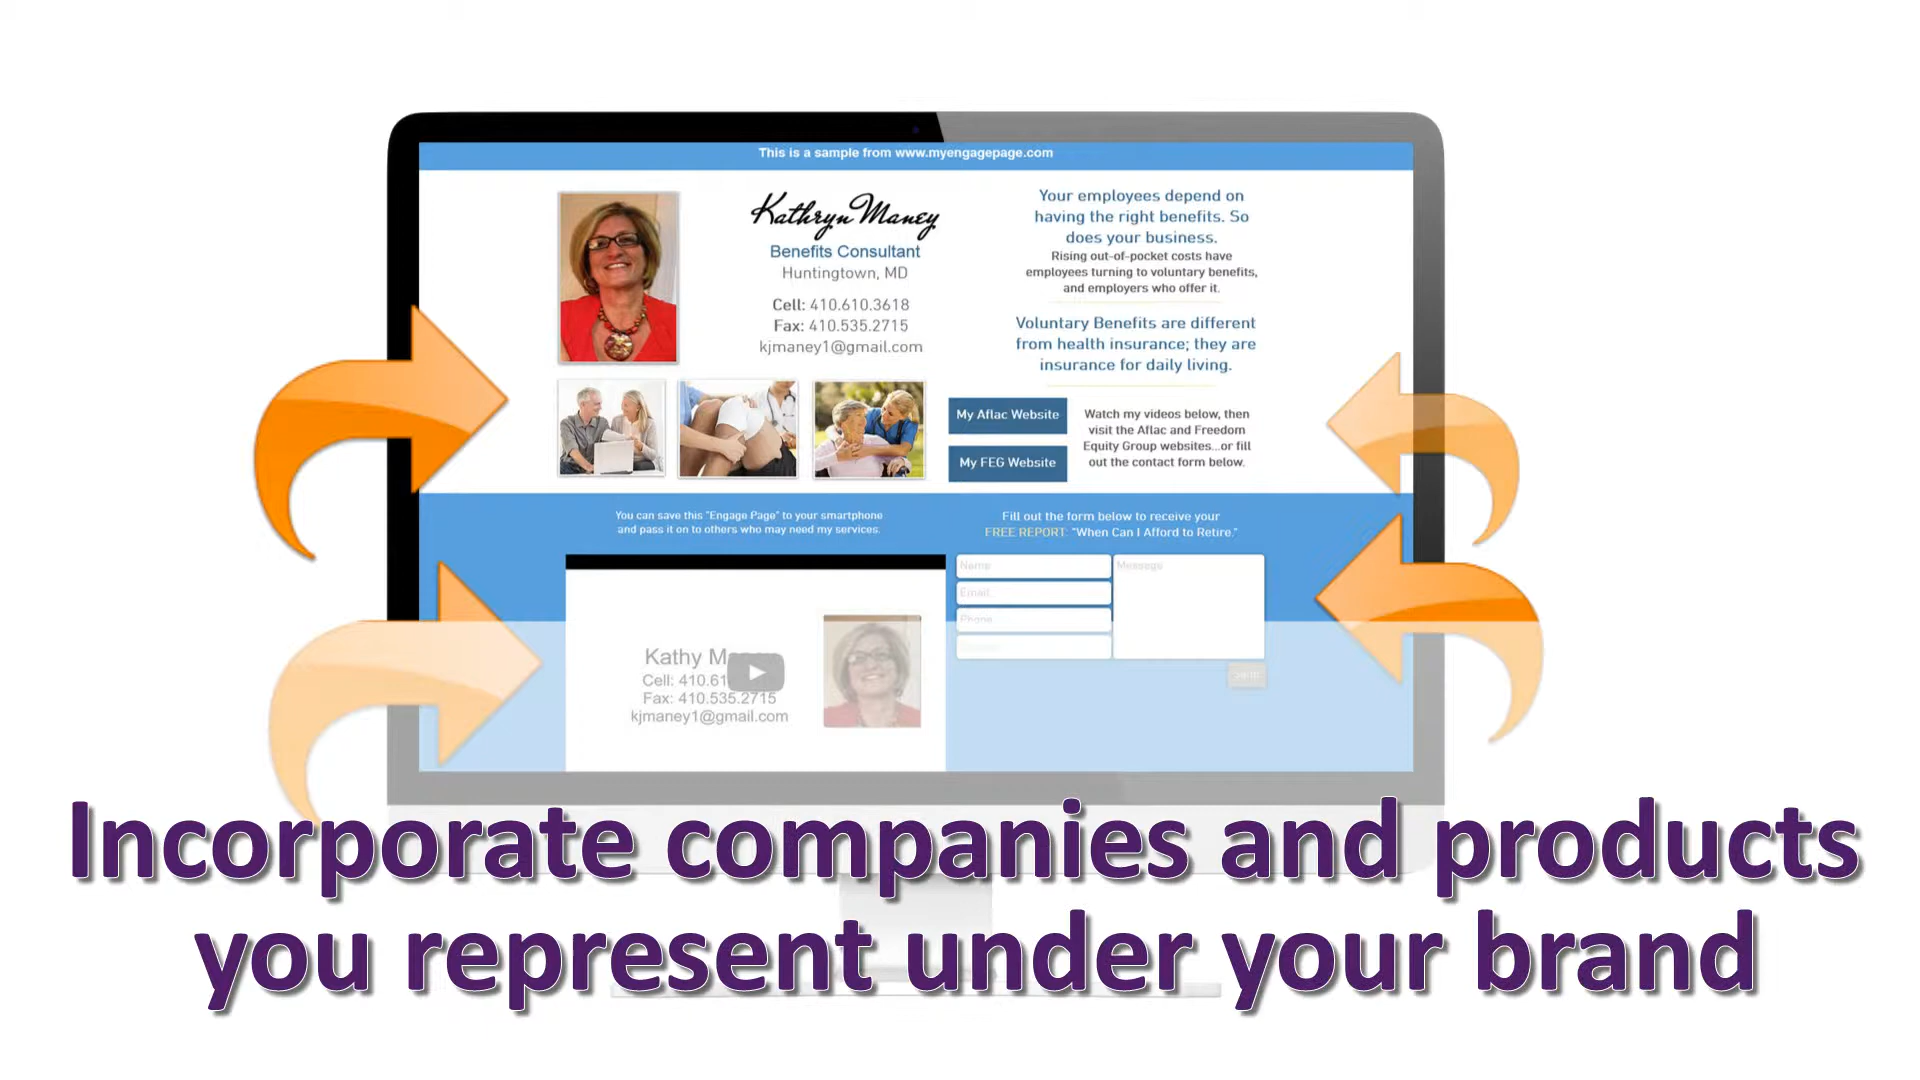 This is a sample from www.myengagepage.com
Kathryn Maney
Benefits Consultant
Huntingtown, MD
Cell: 410.610.3618
Fax: 410.535.2715
kjmaney1@gmail.com
Your employees depend on
having the right benefits. So
does your business.
Rising out-of-pocket costs have
employees turning to voluntary benefits,
and employers who offer it.
Voluntary Benefits are different
from health insurance; they are
insurance for daily living.
My Aflac Website
My FEG Website
Watch my videos below, then
visit the Aflac and Freedom
Equity Group websites...or fill
out the contact form below.
You can save this "Engage Page" to your smartphone
and pass it on to others who may need my services.
Fill out the form below to receive your
FREE REPORT: "When Can I Afford to Retire."
Name
Email
Phone
Message
Send
Kathy
Cell: 410.61
Fax: 410.535.2715
kjmaney1@gmail.com
Incorporate companies and products
you represent under your brand